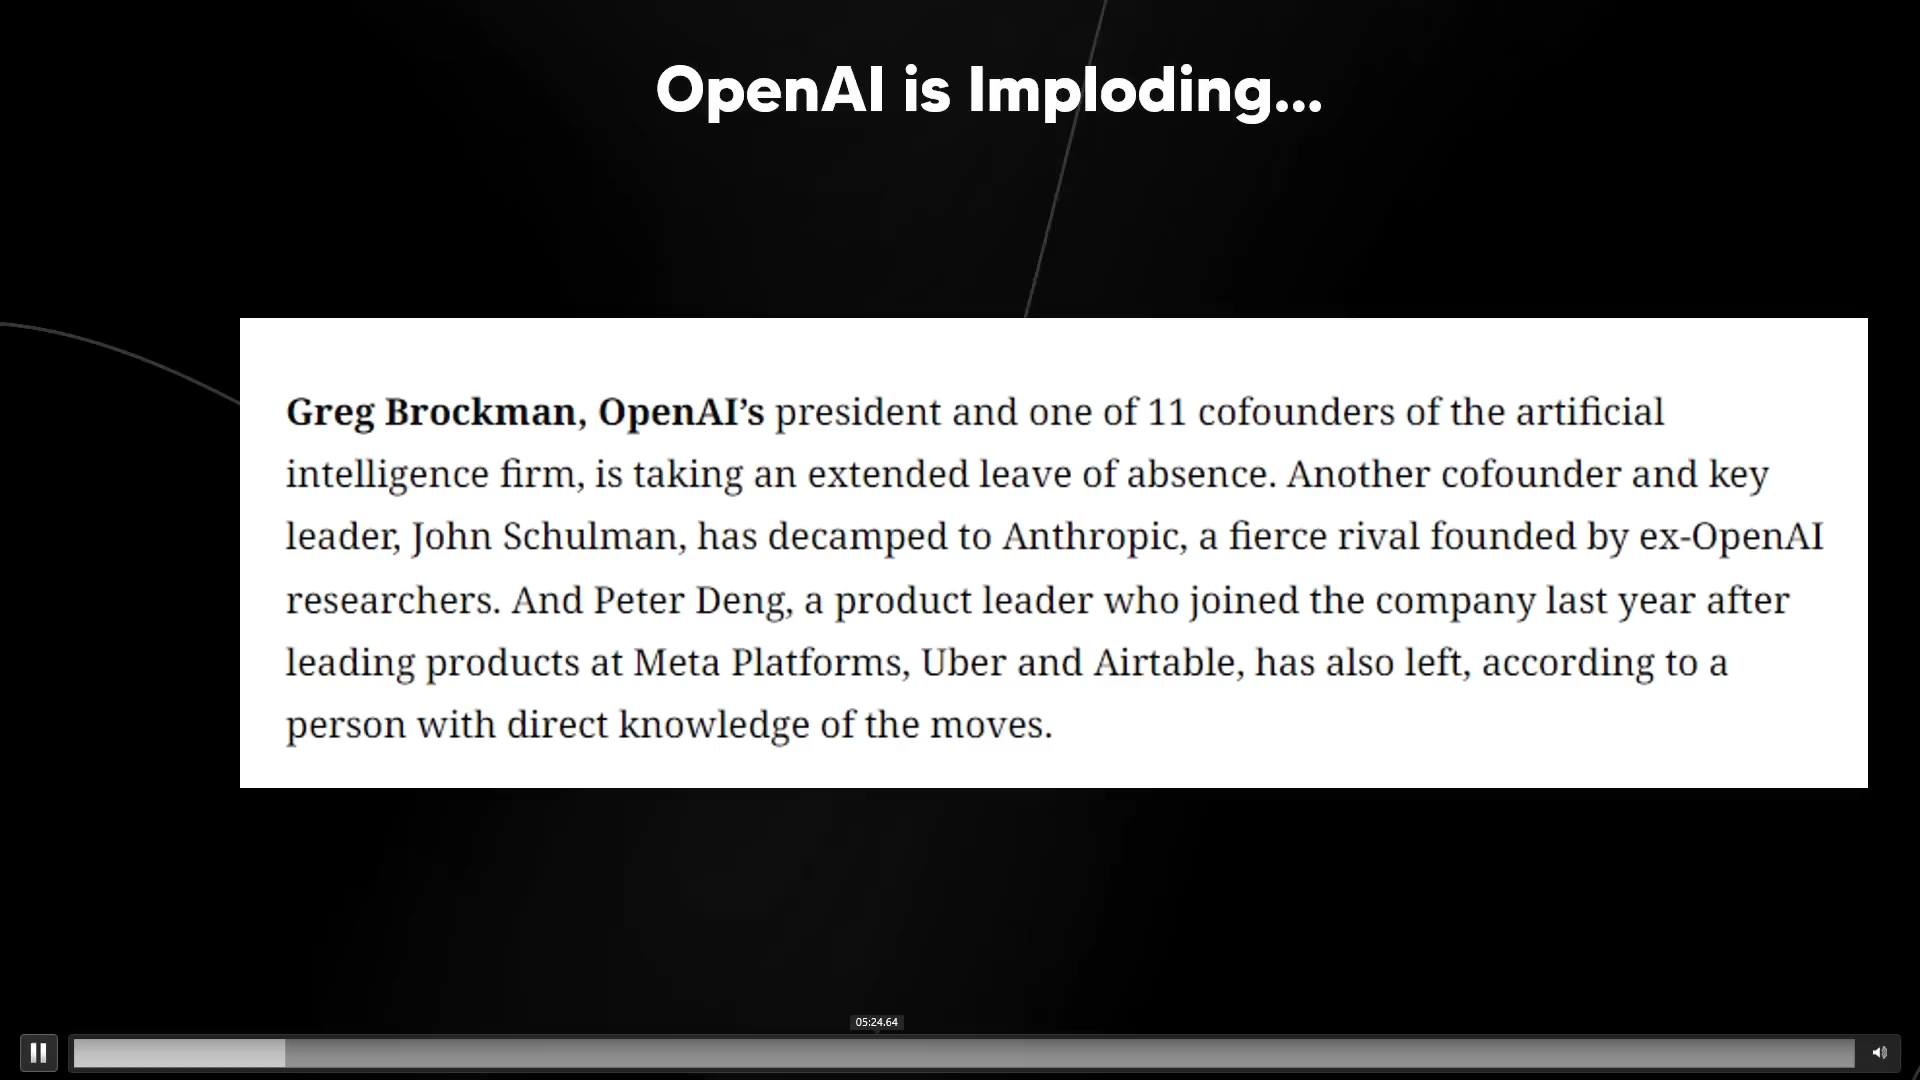 OpenAI is Imploding...
Greg Brockman, OpenAI’s president and one of 11 cofounders of the artificial
intelligence firm, is taking an extended leave of absence. Another cofounder and key
leader, John Schulman, has decamped to Anthropic, a fierce rival founded by ex-OpenAI
researchers. And Peter Deng, a product leader who joined the company last year after
leading products at Meta Platforms, Uber and Airtable, has also left, according to a
person with direct knowledge of the moves.
05:24.64